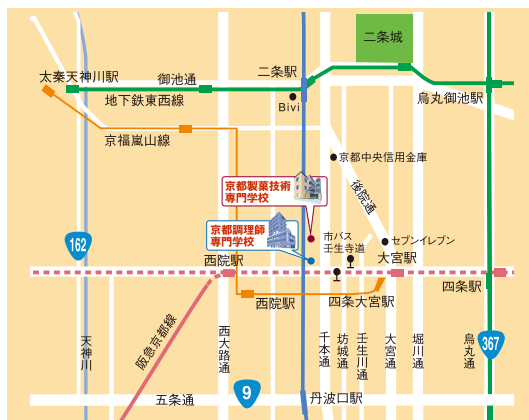 二条城
太秦天神川駅
御池通
二条駅
地下鉄東西線
Bivi
烏丸御池駅
京福嵐山線
京都中央信用金庫
後院通
京都製菓技術
専門学校
京都調理師
専門学校
市バス
壬生寺道
セブンイレブン
162
西院駅
大宮駅
四条駅
西院駅
四条大宮駅
天神川
阪急京都線
西大路通
千本通
坊城通
壬生川通
大宮通
堀川通
烏丸通
367
五条通
9
丹波口駅